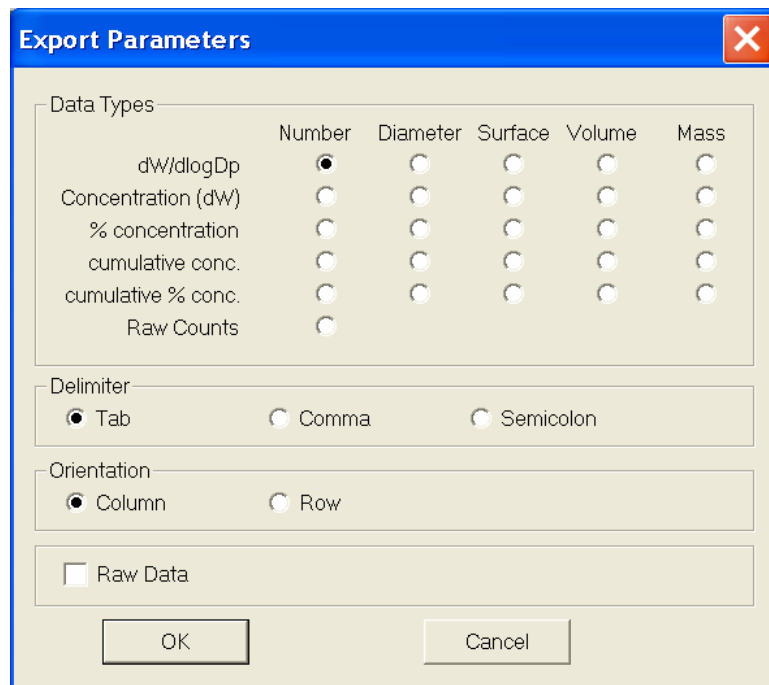 Export Parameters
Data Types
Number Diameter Surface Volume Mass
dW/dlogDp
Concentration (dW)
% concentration
cumulative conc.
cumulative % conc.
Raw Counts
Delimiter
Tab Comma Semicolon
Orientation
Column Row
Raw Data
OK Cancel